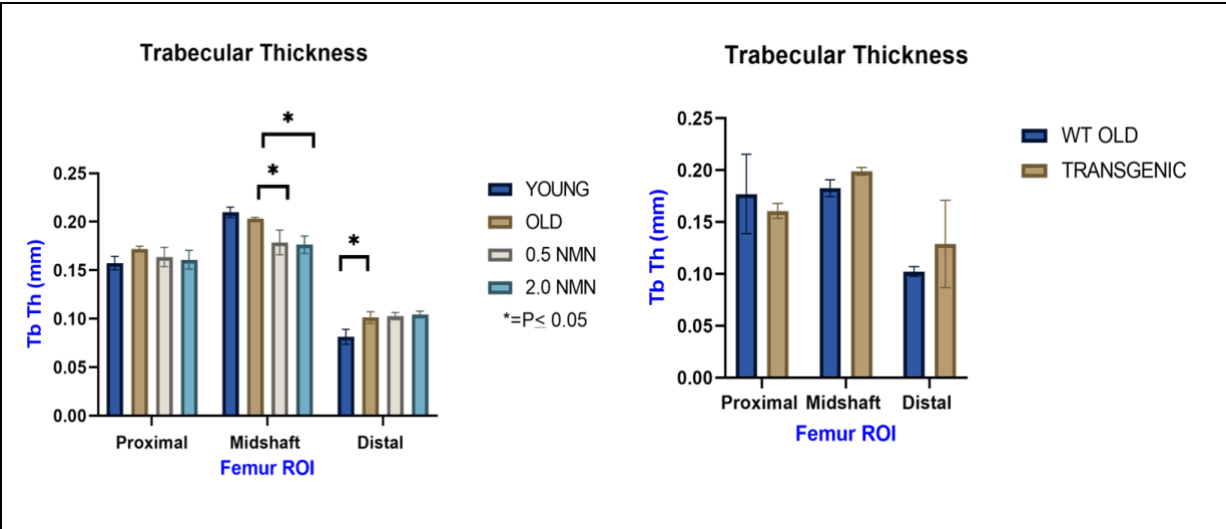 Trabecular Thickness
*
*
*
0.25
0.20
0.15
0.10
0.05
0.00
Tb Th (mm)
Proximal Midshaft Distal
Femur ROI
YOUNG
OLD
0.5 NMN
2.0 NMN
*=P≤ 0.05
Trabecular Thickness
0.25
0.20
0.15
0.10
0.05
0.00
Tb Th (mm)
Proximal Midshaft Distal
Femur ROI
WT OLD
TRANSGENIC